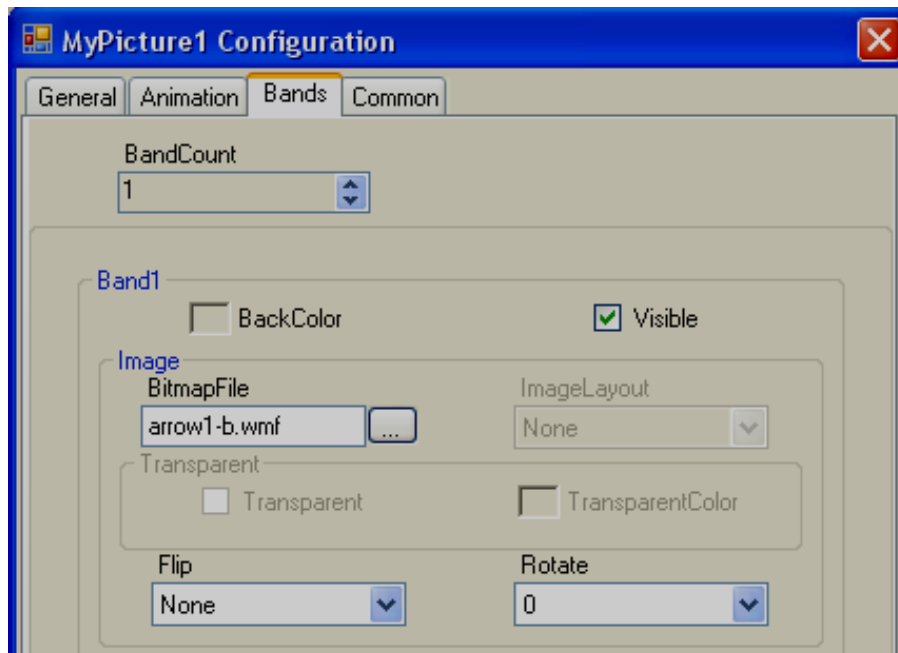 MyPicture1 Configuration
General Animation Bands Common
BandCount
1
Band1
BackColor Visible
Image
BitmapFile ImageLayout
arrow1-b.wmf ... None
Transparent
Transparent TransparentColor
Flip Rotate
None 0